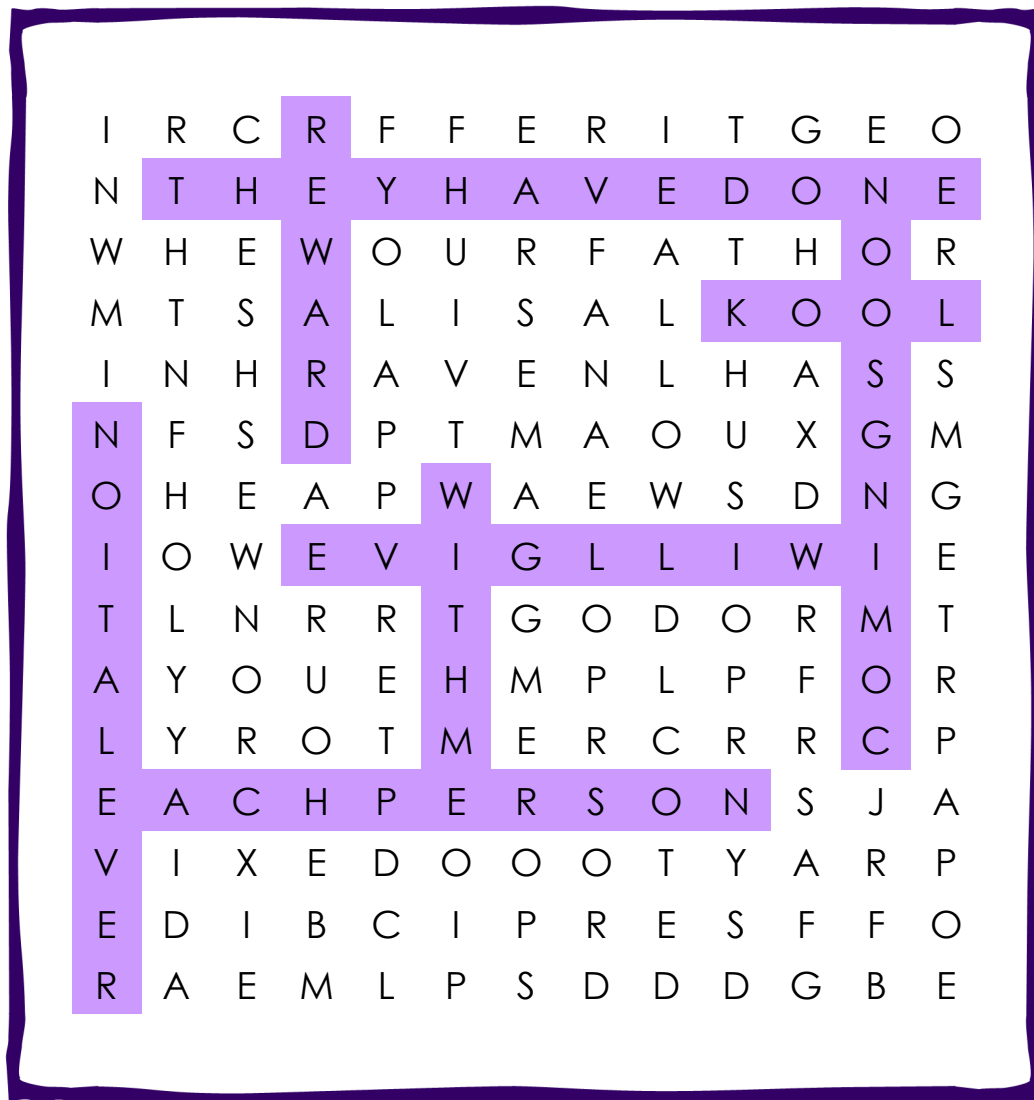 I R C R F F E R I T G E O
N T H E Y H A V E D O N E
W H E W O U R F A T H O R
M T S A L I S A L K O O L
I N H R A V E N L H A S S
N F S D P T M A O U X G M
O H E A P W A E W S D N G
I O W E V I G L L I W I E
T L N R R T G O D O R M T
A Y O U E H M P L P F O R
L Y R O T M E R C R R C P
E A C H P E R S O N S J A
V I X E D O O O T Y A R P
E D I B C I P R E S F F O
R A E M L P S D D D G B E